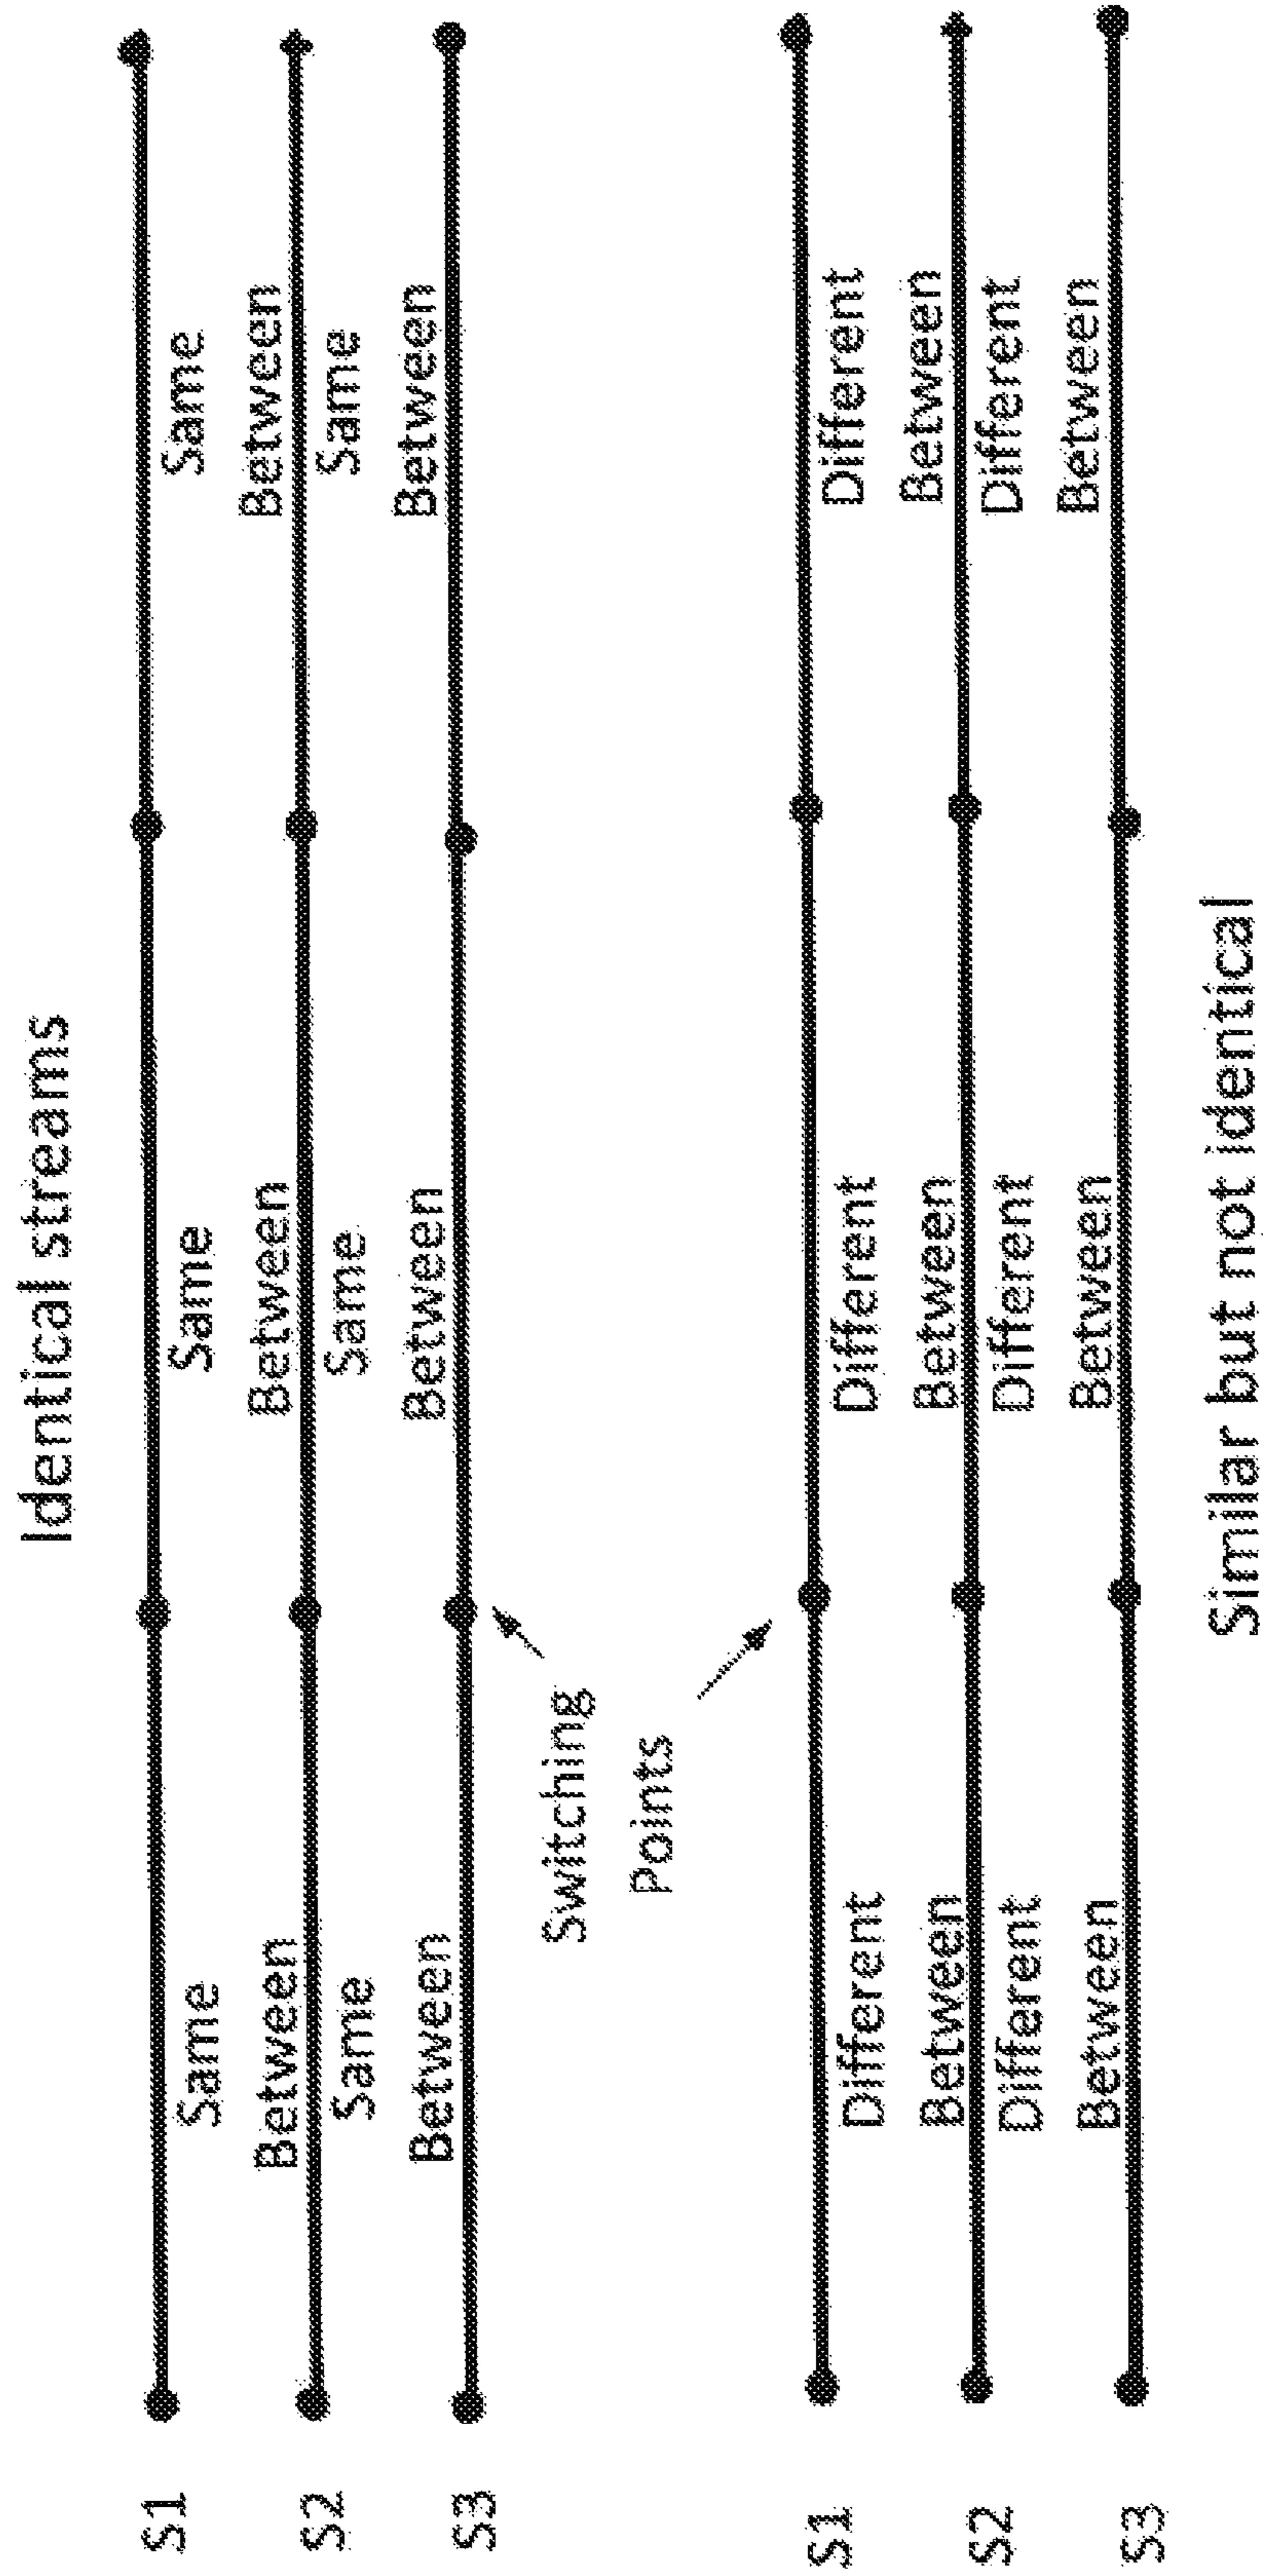 Identical streams
S1
Same Same Same
Between Between Between
S2
Same Same Same
Between Between Between
S3
Switching
Points
S1
Different Different Different
Between Between Between
S2
Different Different Different
Between Between Between
S3
Similar but not identical